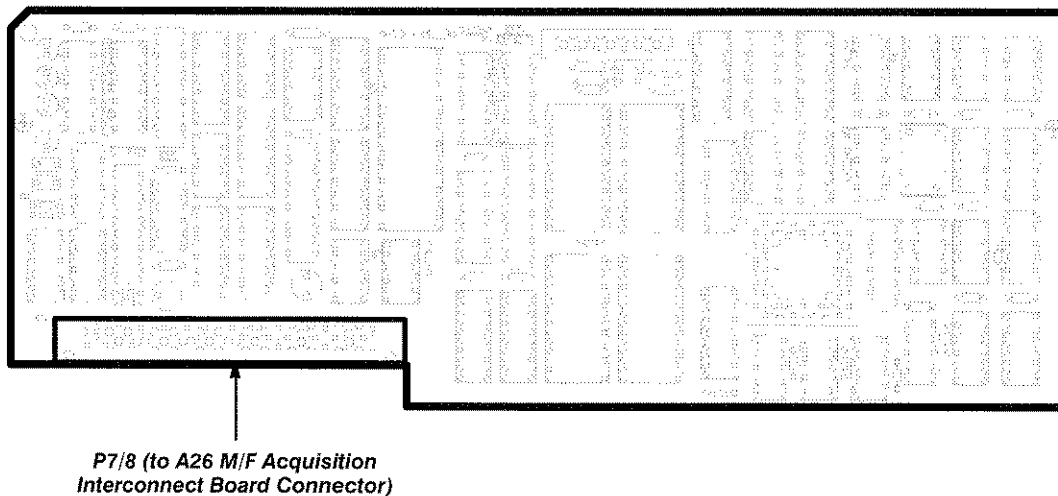 P7/8 (to A26 M/F Acquisition
Interconnect Board Connector)